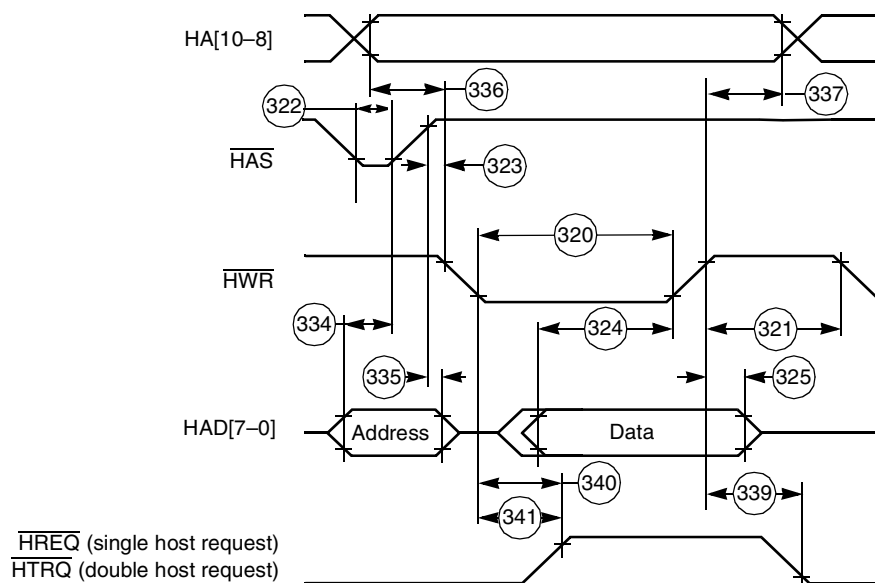 HA[10–8]
336
337
322
HAS
323
320
HWR
334
324
321
335
325
HAD[7–0]
Address
Data
340
341
339
HREQ (single host request)
HTRQ (double host request)